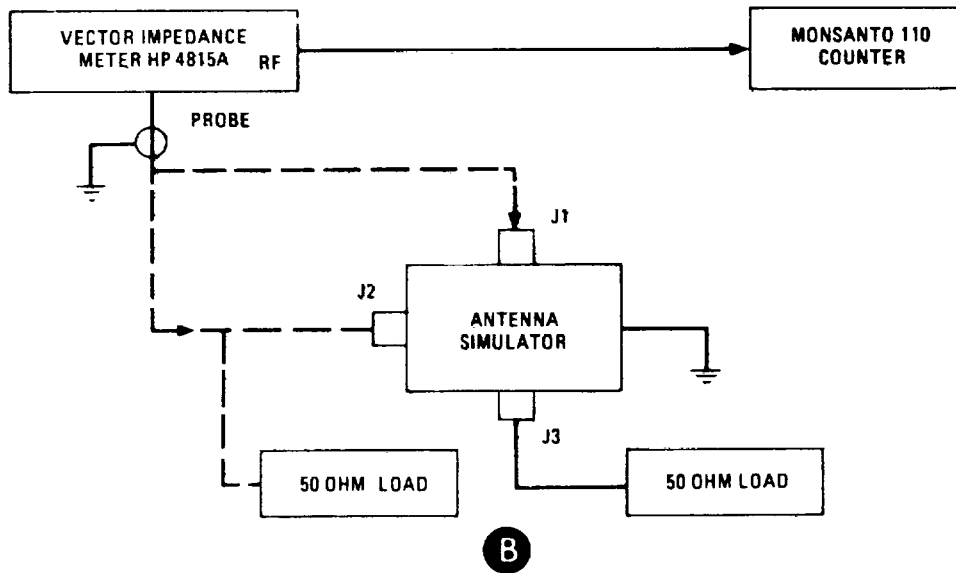 VECTOR IMPEDANCE
METER HP 4815A RF
MONSANTO 110
COUNTER
PROBE
J1
J2
ANTENNA
SIMULATOR
J3
50 OHM LOAD
50 OHM LOAD
B